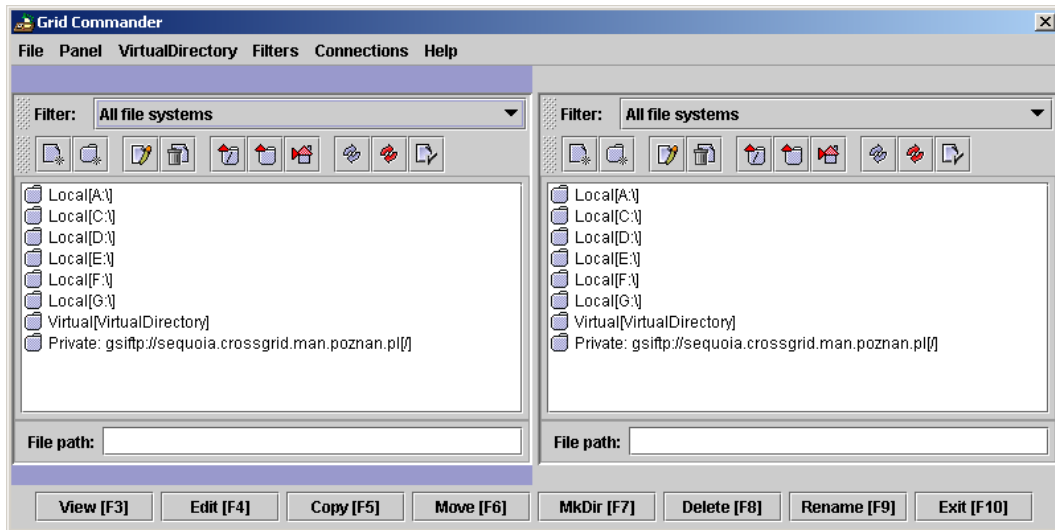 Grid Commander
File Panel VirtualDirectory Filters Connections Help
Filter: All file systems
Local[A:\]
Local[C:\]
Local[D:\]
Local[E:\]
Local[F:\]
Local[G:\]
Virtual[VirtualDirectory]
Private: gsiftp://sequoia.crossgrid.man.poznan.pl[/]
File path:
Filter: All file systems
Local[A:\]
Local[C:\]
Local[D:\]
Local[E:\]
Local[F:\]
Local[G:\]
Virtual[VirtualDirectory]
Private: gsiftp://sequoia.crossgrid.man.poznan.pl[/]
File path:
View [F3] Edit [F4] Copy [F5] Move [F6] MkDir [F7] Delete [F8] Rename [F9] Exit [F10]